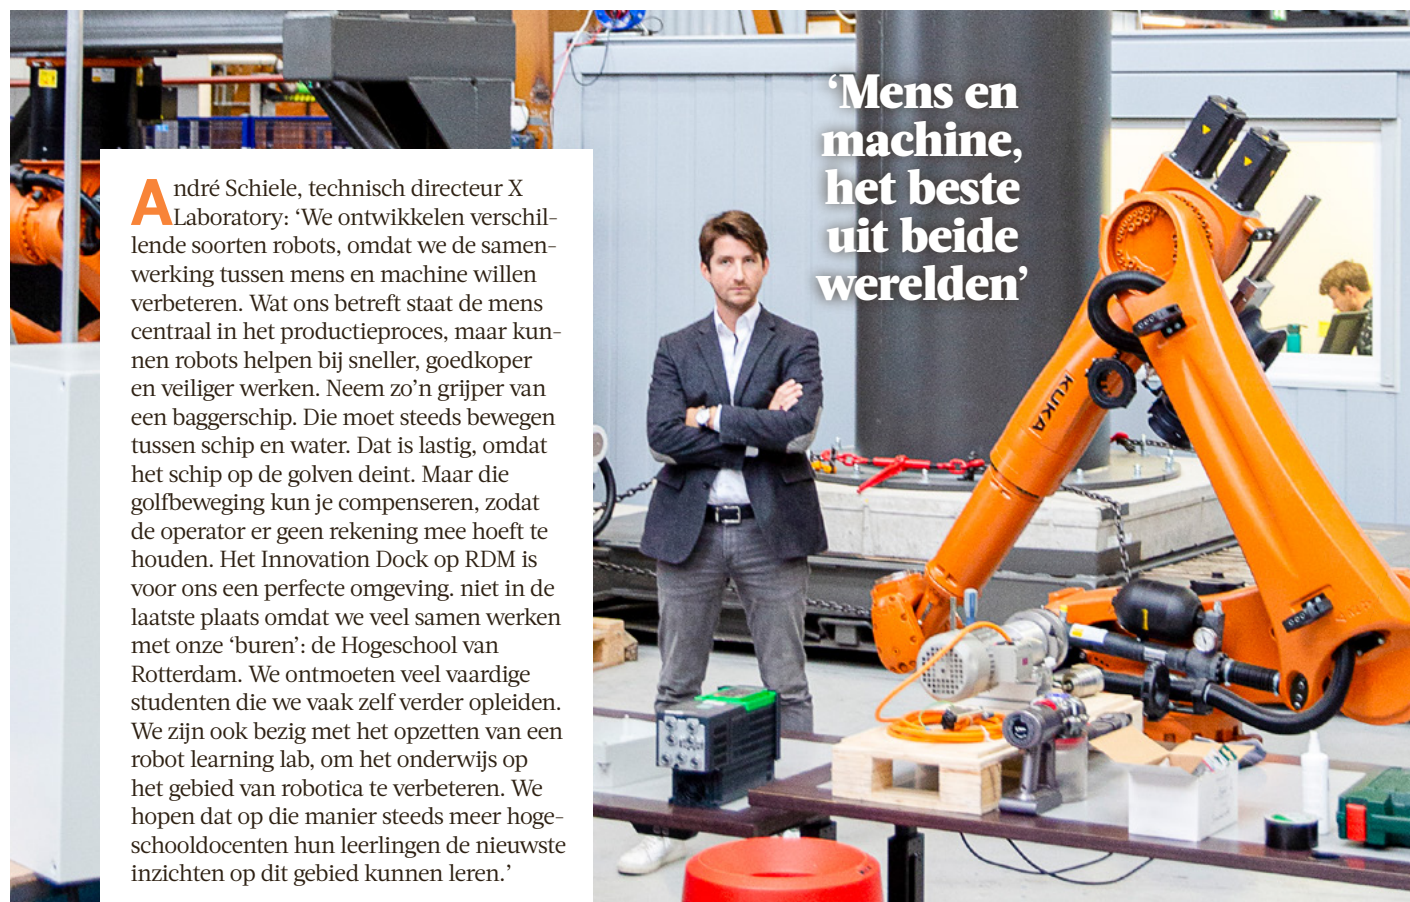 André Schiele, technisch directeur X
Laboratory: ‘We ontwikkelen verschil-
lende soorten robots, omdat we de samen-
werking tussen mens en machine willen
verbeteren. Wat ons betreft staat de mens
centraal in het productieproces, maar kun-
nen robots helpen bij sneller, goedkoper
en veiliger werken. Neem zo’n grijper van
een baggerschip. Die moet steeds bewegen
tussen schip en water. Dat is lastig, omdat
het schip op de golven deint. Maar die
golfbeweging kun je compenseren, zodat
de operator er geen rekening mee hoeft te
houden. Het Innovation Dock op RDM is
voor ons een perfecte omgeving. niet in de
laatste plaats omdat we veel samen werken
met onze ‘buren’: de Hogeschool van
Rotterdam. We ontmoeten veel vaardige
studenten die we vaak zelf verder opleiden.
We zijn ook bezig met het opzetten van een
robot learning lab, om het onderwijs op
het gebied van robotica te verbeteren. We
hopen dat op die manier steeds meer hoge-
schooldocenten hun leerlingen de nieuwste
inzichten op dit gebied kunnen leren.’
‘Mens en
machine,
het beste
uit beide
werelden’
KUKA